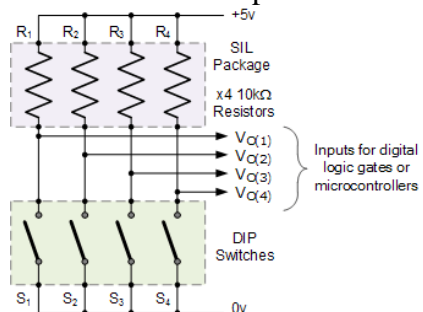 +5v
R1 R2 R3 R4
SIL
Package
x4 10kΩ
Resistors
VO(1)
VO(2)
VO(3)
VO(4)
Inputs for digital
logic gates or
microcontrollers
DIP
Switches
S1 S2 S3 S4
0v